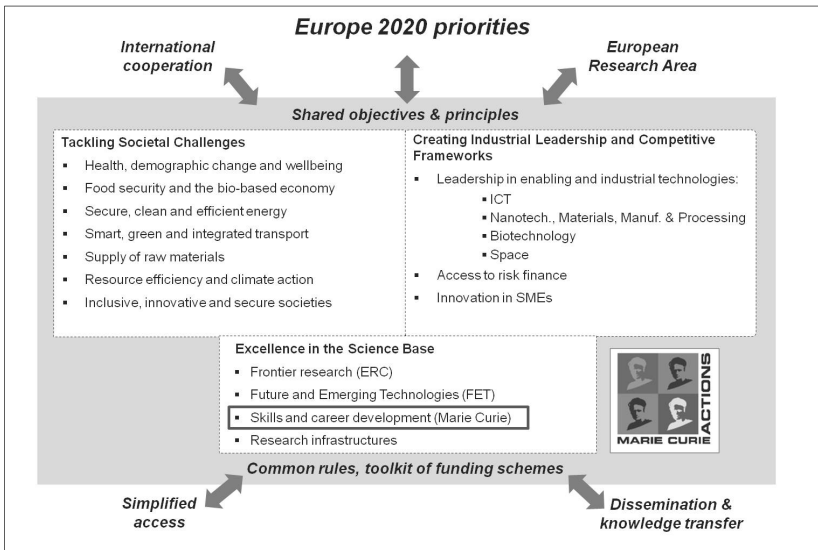 Europe 2020 priorities
International
cooperation
European
Research Area
Shared objectives & principles
Tackling Societal Challenges
▪ Health, demographic change and wellbeing
▪ Food security and the bio-based economy
▪ Secure, clean and efficient energy
▪ Smart, green and integrated transport
▪ Supply of raw materials
▪ Resource efficiency and climate action
▪ Inclusive, innovative and secure societies
Creating Industrial Leadership and Competitive
Frameworks
▪ Leadership in enabling and industrial technologies:
▪ ICT
▪ Nanotech., Materials, Manuf. & Processing
▪ Biotechnology
▪ Space
▪ Access to risk finance
▪ Innovation in SMEs
Excellence in the Science Base
▪ Frontier research (ERC)
▪ Future and Emerging Technologies (FET)
▪ Skills and career development (Marie Curie)
▪ Research infrastructures
MARIE CURIE
ACTIONS
Common rules, toolkit of funding schemes
Simplified
access
Dissemination &
knowledge transfer